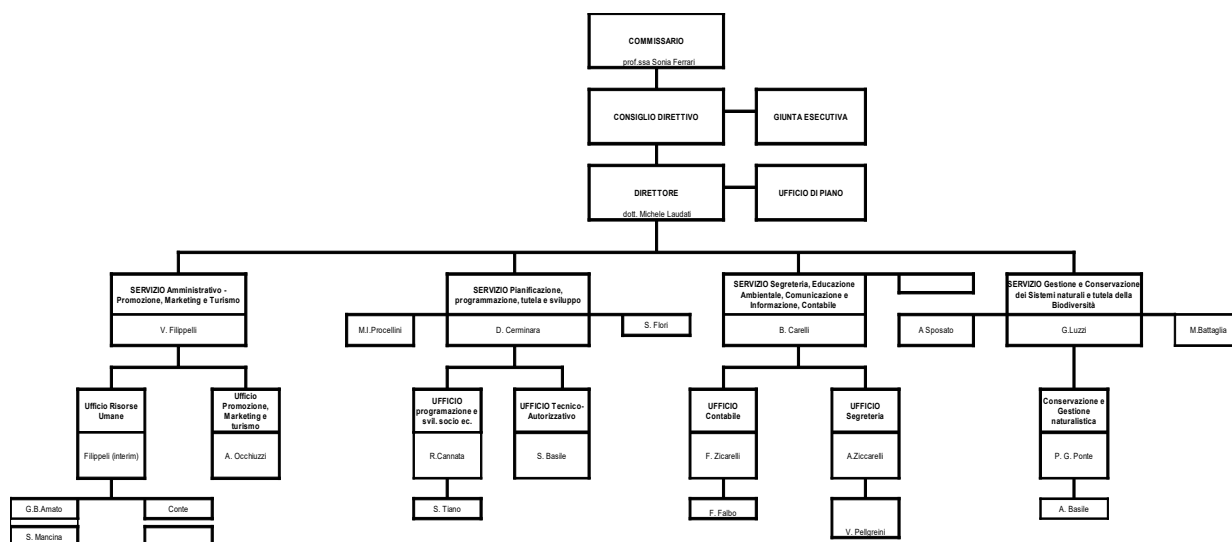 COMMISSARIO
prof.ssa Sonia Ferrari
CONSIGLIO DIRETTIVO
GIUNTA ESECUTIVA
DIRETTORE
dott. Michele Laudati
UFFICIO DI PIANO
SERVIZIO Amministrativo -
Promozione, Marketing e Turismo
V. Filippelli
SERVIZIO Pianificazione,
programmazione, tutela e sviluppo
D. Cerminara
M.I.Procellini
S. Flori
SERVIZIO Segreteria, Educazione
Ambientale, Comunicazione e
Informazione, Contabile
B. Carelli
SERVIZIO Gestione e Conservazione
dei Sistemi naturali e tutela della
Biodiversità
G.Luzzi
A Sposato
M.Battaglia
Ufficio Risorse
Umane
Filippeli (interim)
Ufficio
Promozione,
Marketing e
turismo
A. Occhiuzzi
UFFICIO
programazione e
svil. socio ec.
R.Cannata
UFFICIO Tecnico-
Autorizzativo
S. Basile
UFFICIO
Contabile
F. Zicarelli
UFFICIO
Segreteria
A.Ziccarelli
Conservazione e
Gestione
naturalistica
P. G. Ponte
G.B.Amato
Conte
S. Mancina
S. Tiano
F. Falbo
V. Pellgreini
A. Basile